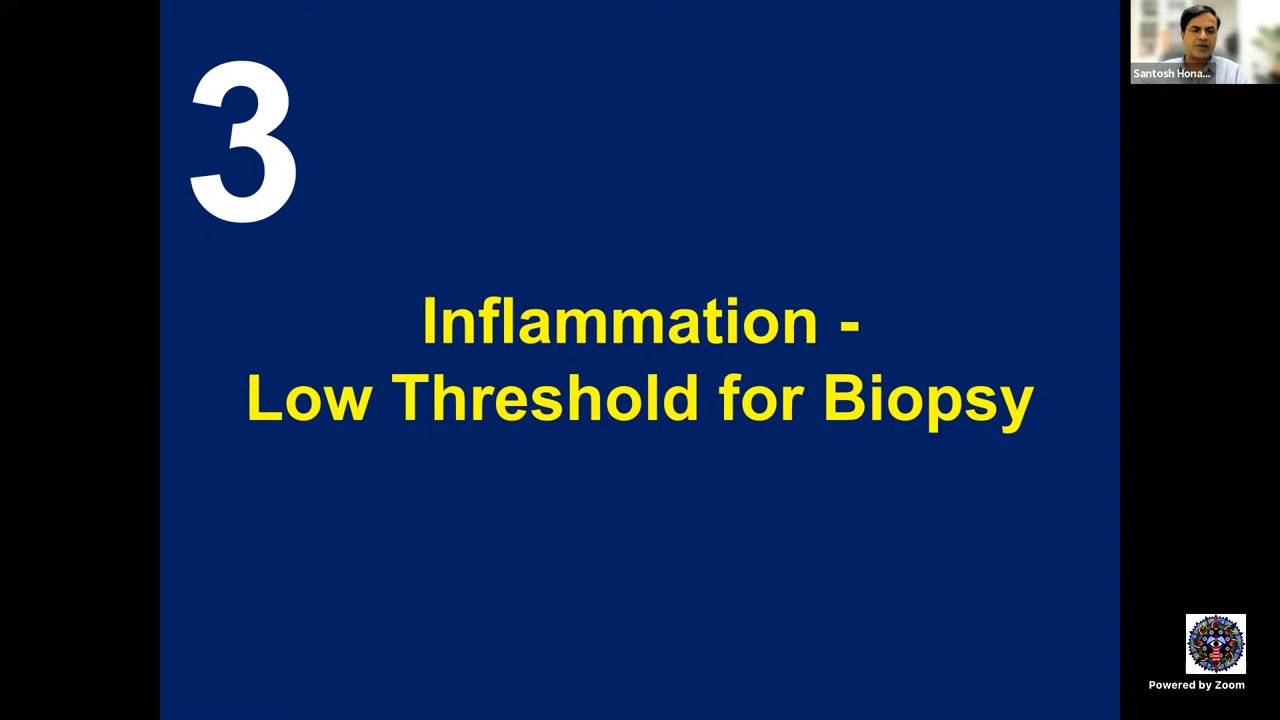 3
Santosh Hona...
Inflammation -
Low Threshold for Biopsy
Powered by Zoom